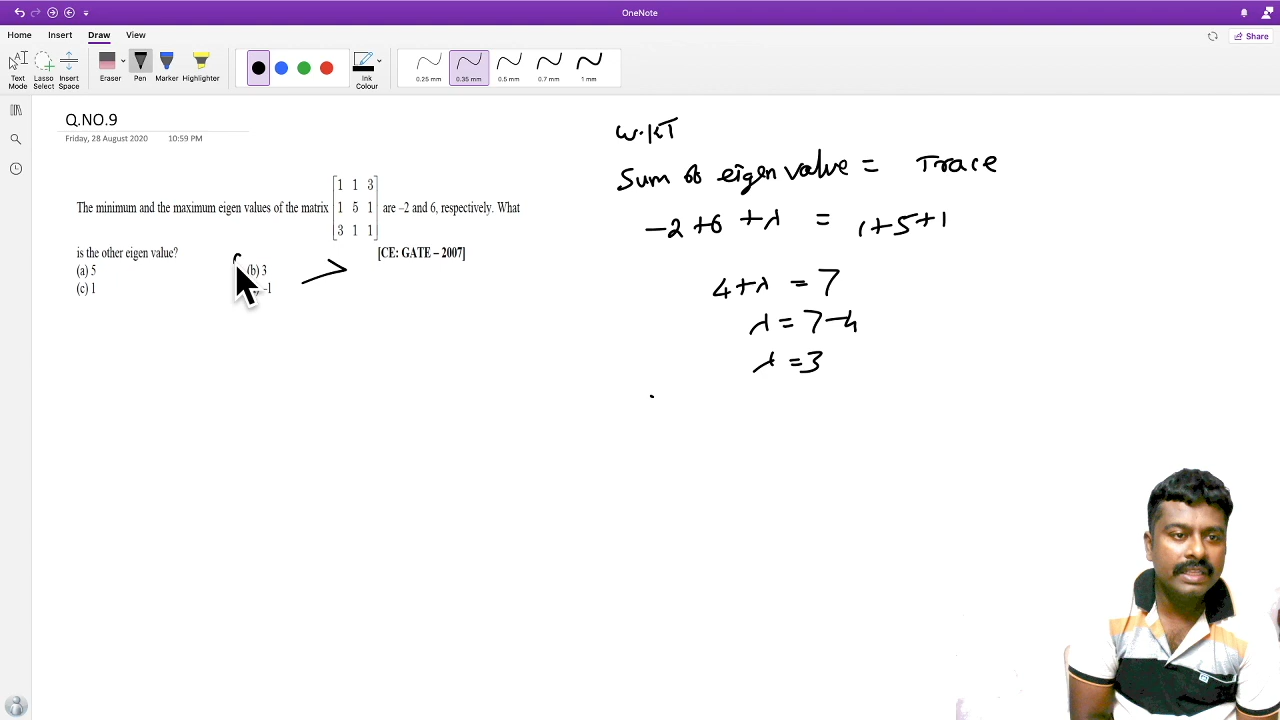 OneNote
Home Insert Draw View
Share
Text Mode
Lasso Select
Insert Space
Eraser
Pen
Marker
Highlighter
Ink Colour
0.25 mm
0.35 mm
0.5 mm
0.7 mm
1 mm
Q.NO.9
Friday, 28 August 2020 10:59 PM
1 1 3
The minimum and the maximum eigen values of the matrix 1 5 1 are –2 and 6, respectively. What
3 1 1
is the other eigen value? [CE: GATE – 2007]
(a) 5 (b) 3
(c) 1 -1
W.KT
Sum of eigen value = Trace
-2+6 +λ = 1+5+1
4+λ = 7
λ = 7-4
λ = 3